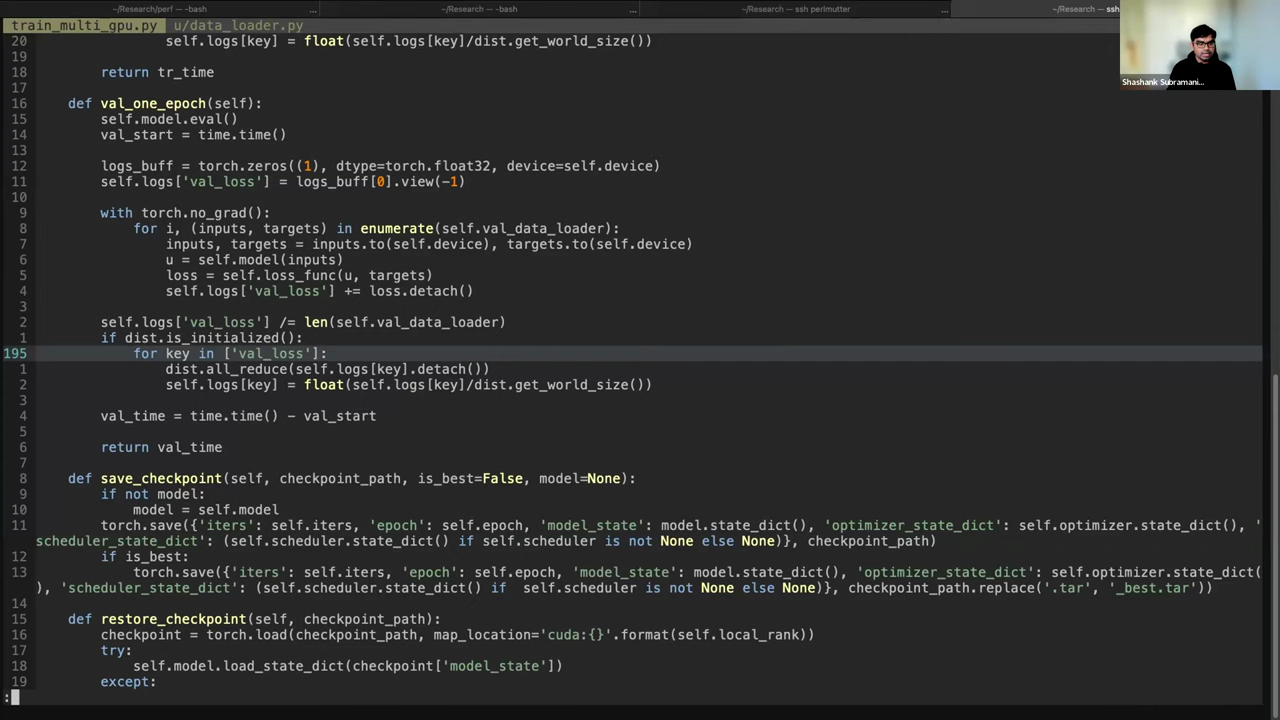 ~/Research/perf — -bash ... ~/Research — -bash ... ~/Research — ssh perlmutter ... ~/Research — ssh
train_multi_gpu.py u/data_loader.py
Shashank Subramani...
20 self.logs[key] = float(self.logs[key]/dist.get_world_size())
19
18 return tr_time
17
16 def val_one_epoch(self):
15 self.model.eval()
14 val_start = time.time()
13
12 logs_buff = torch.zeros((1), dtype=torch.float32, device=self.device)
11 self.logs['val_loss'] = logs_buff[0].view(-1)
10
9 with torch.no_grad():
8 for i, (inputs, targets) in enumerate(self.val_data_loader):
7 inputs, targets = inputs.to(self.device), targets.to(self.device)
6 u = self.model(inputs)
5 loss = self.loss_func(u, targets)
4 self.logs['val_loss'] += loss.detach()
3
2 self.logs['val_loss'] /= len(self.val_data_loader)
1 if dist.is_initialized():
195 for key in ['val_loss']:
1 dist.all_reduce(self.logs[key].detach())
2 self.logs[key] = float(self.logs[key]/dist.get_world_size())
3
4 val_time = time.time() - val_start
5
6 return val_time
7
8 def save_checkpoint(self, checkpoint_path, is_best=False, model=None):
9 if not model:
10 model = self.model
11 torch.save({'iters': self.iters, 'epoch': self.epoch, 'model_state': model.state_dict(), 'optimizer_state_dict': self.optimizer.state_dict(), '
scheduler_state_dict': (self.scheduler.state_dict() if self.scheduler is not None else None)}, checkpoint_path)
12 if is_best:
13 torch.save({'iters': self.iters, 'epoch': self.epoch, 'model_state': model.state_dict(), 'optimizer_state_dict': self.optimizer.state_dict(
), 'scheduler_state_dict': (self.scheduler.state_dict() if  self.scheduler is not None else None)}, checkpoint_path.replace('.tar', '_best.tar'))
14
15 def restore_checkpoint(self, checkpoint_path):
16 checkpoint = torch.load(checkpoint_path, map_location='cuda:{}'.format(self.local_rank))
17 try:
18 self.model.load_state_dict(checkpoint['model_state'])
19 except:
: